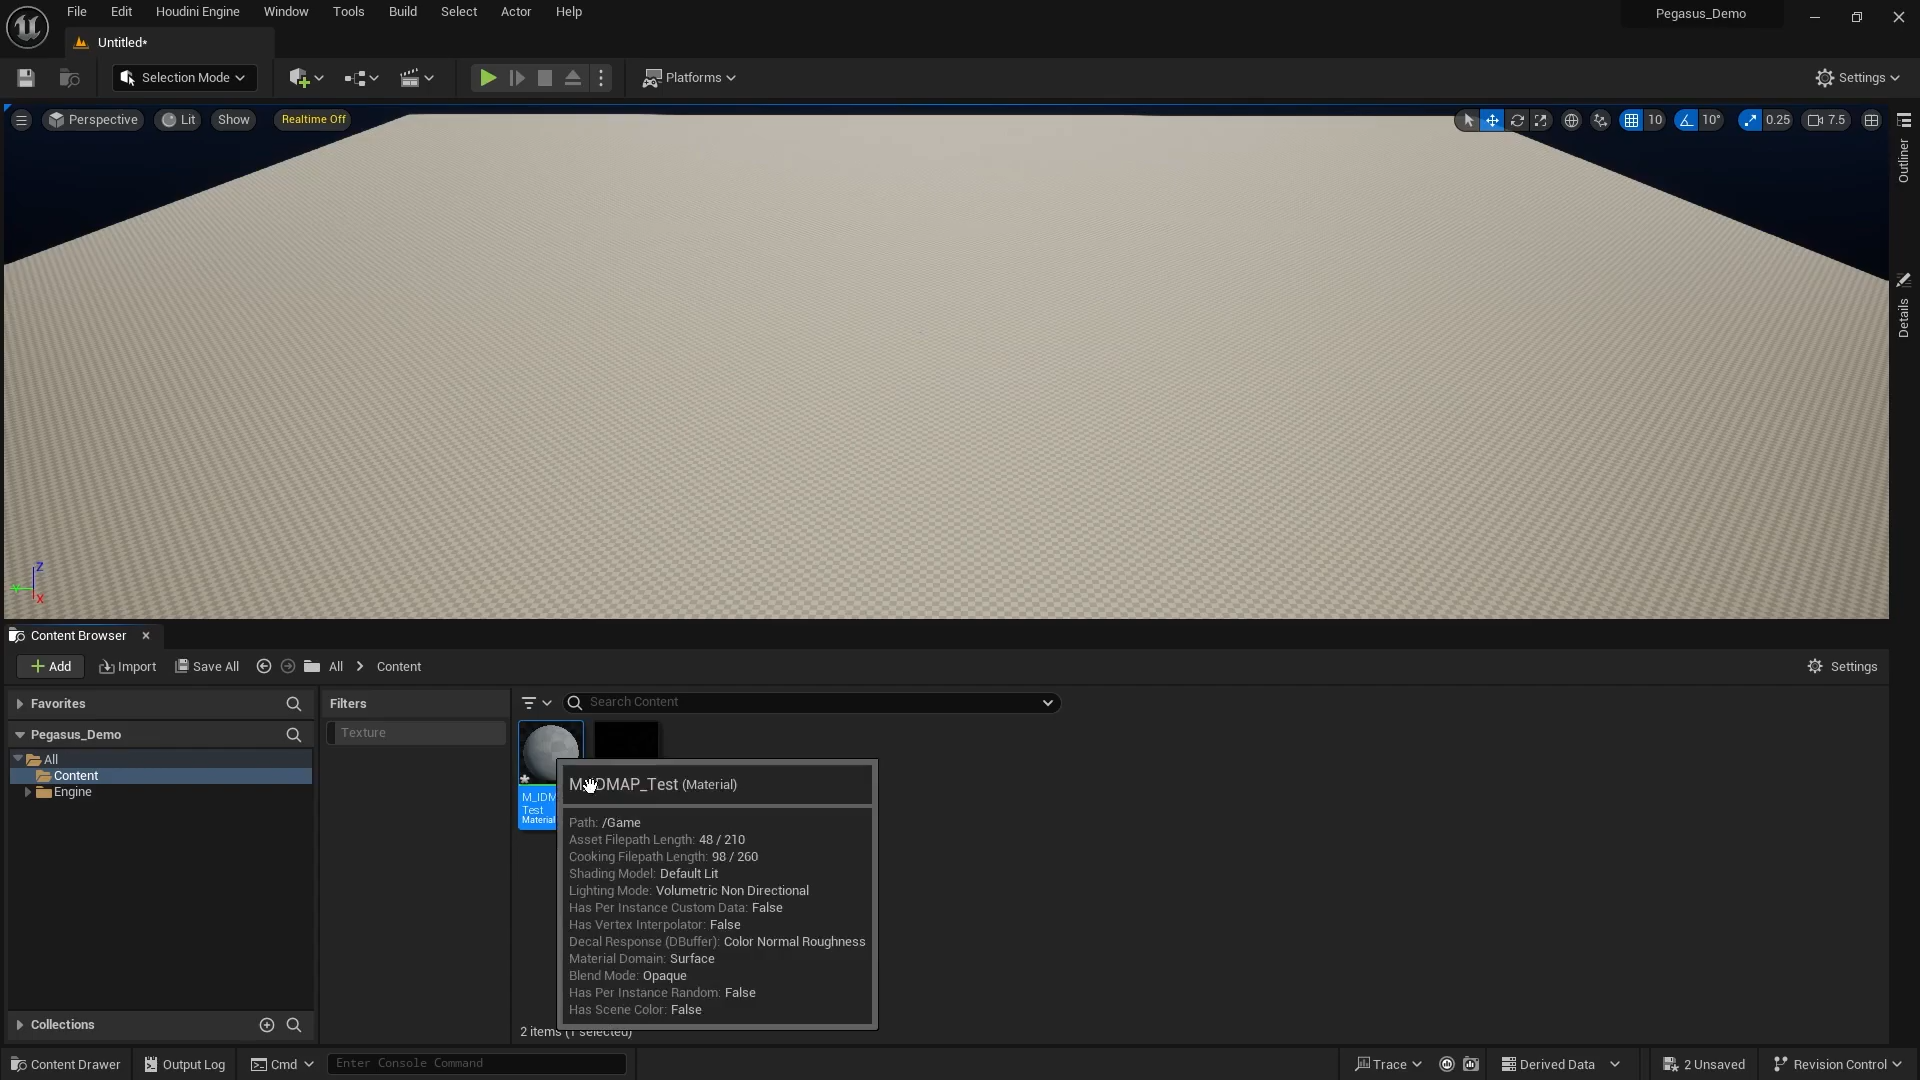 File Edit Houdini Engine Window Tools Build Select Actor Help
Pegasus_Demo
Untitled*
Selection Mode
Platforms
Settings
Perspective Lit Show Realtime Off
10 10° 0.25 7.5
Outliner
Details
Z
X
Content Browser
Add Import Save All All Content
Settings
Favorites
Filters
Search Content
Texture
Pegasus_Demo
All
Content
Engine
M_IDM
Test
Material
DMAP_Test (Material)
Path: /Game
Asset Filepath Length: 48 / 210
Cooking Filepath Length: 98 / 260
Shading Model: Default Lit
Lighting Mode: Volumetric Non Directional
Has Per Instance Custom Data: False
Has Vertex Interpolator: False
Decal Response (DBuffer): Color Normal Roughness
Material Domain: Surface
Blend Mode: Opaque
Has Per Instance Random: False
Has Scene Color: False
Collections
2 items (1 selected)
Content Drawer Output Log Cmd Enter Console Command
Trace Derived Data 2 Unsaved Revision Control